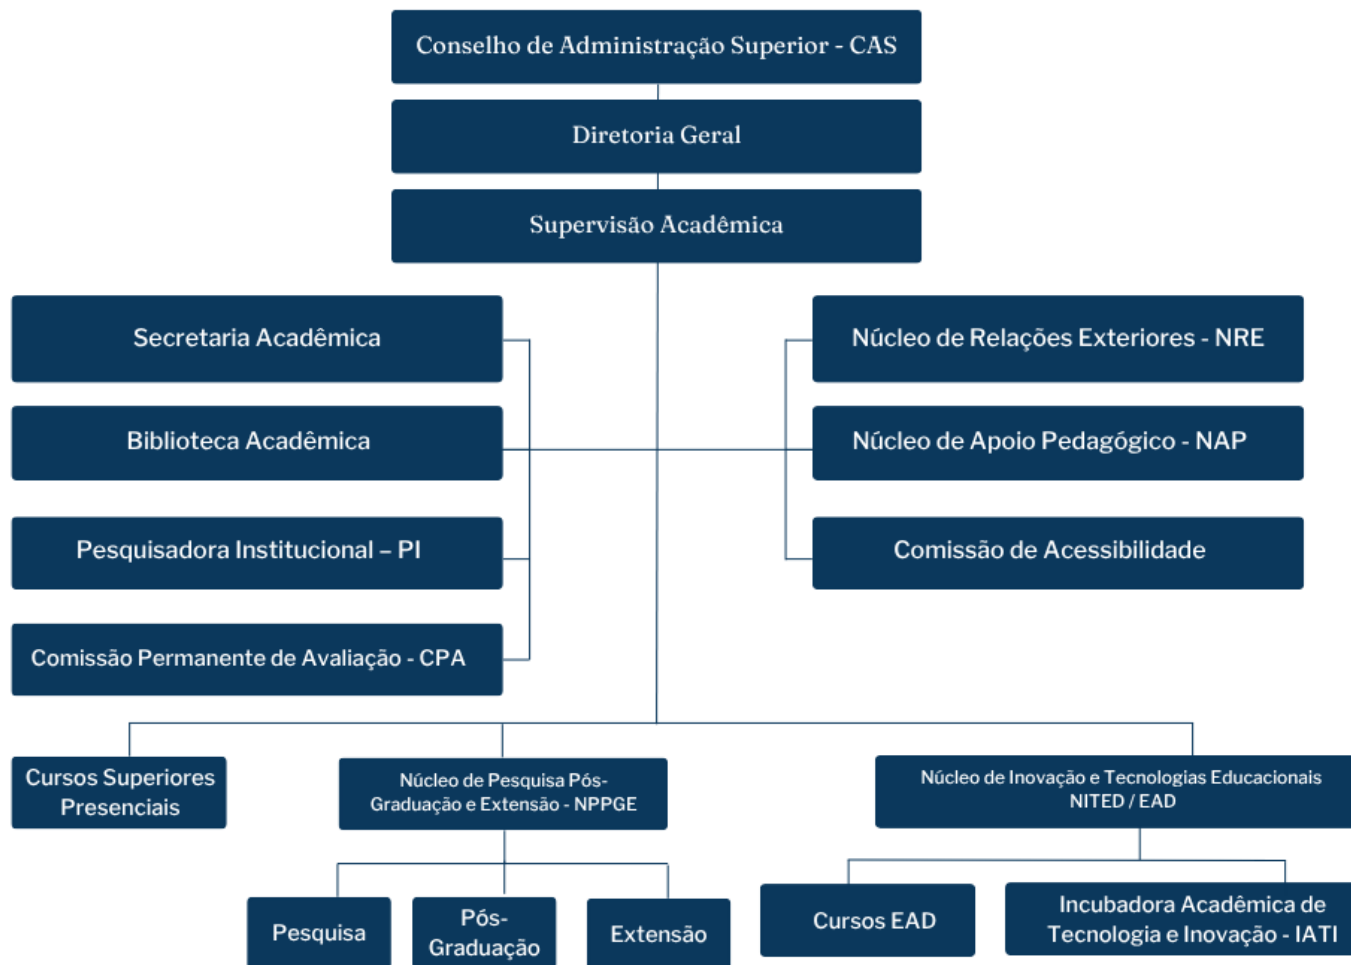 Conselho de Administração Superior - CAS
Diretoria Geral
Supervisão Acadêmica
Secretaria Acadêmica
Núcleo de Relações Exteriores - NRE
Biblioteca Acadêmica
Núcleo de Apoio Pedagógico - NAP
Pesquisadora Institucional – PI
Comissão de Acessibilidade
Comissão Permanente de Avaliação - CPA
Cursos Superiores
Presenciais
Núcleo de Pesquisa Pós-
Graduação e Extensão - NPPGE
Núcleo de Inovação e Tecnologias Educacionais
NITED / EAD
Pesquisa
Pós-
Graduação
Extensão
Cursos EAD
Incubadora Acadêmica de
Tecnologia e Inovação - IATI